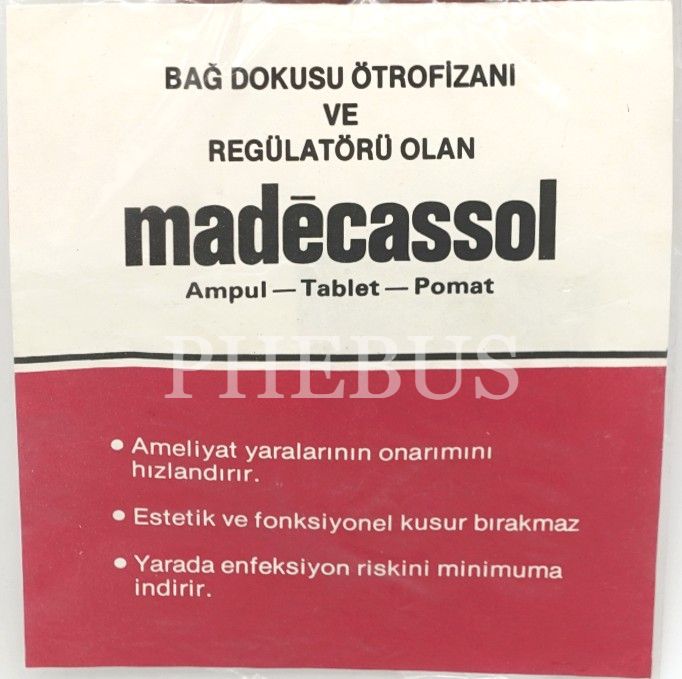 BAĞ DOKUSU ÖTROFİZANI
VE
REGÜLATÖRÜ OLAN
madēcassol
Ampul — Tablet — Pomat
PHEBUS
• Ameliyat yaralarının onarımını
hızlandırır.
• Estetik ve fonksiyonel kusur bırakmaz
• Yarada enfeksiyon riskini minimuma
indirir.